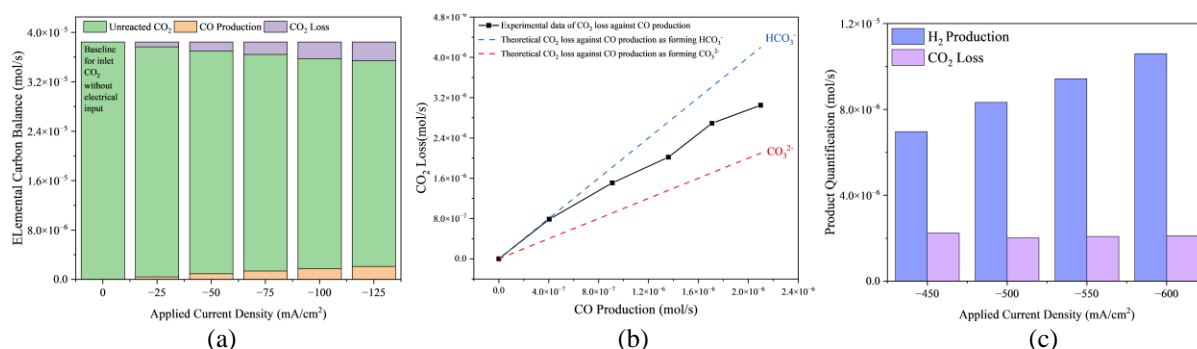 Unreacted CO₂ CO Production CO₂ Loss
ELemental Carbon Balance (mol/s)
4.0×10⁻⁵
3.2×10⁻⁵
2.4×10⁻⁵
1.6×10⁻⁵
8.0×10⁻⁶
0.0
Baseline
for inlet
CO₂
without
electrical
input
0 −25 −50 −75 −100 −125
Applied Current Density (mA/cm²)
(a)
CO₂ Loss(mol/s)
4.8×10⁻⁶
4.0×10⁻⁶
3.2×10⁻⁶
2.4×10⁻⁶
1.6×10⁻⁶
8.0×10⁻⁷
0.0
Experimental data of CO₂ loss against CO production
Theoretical CO₂ loss against CO production as forming HCO₃⁻
Theoretical CO₂ loss against CO production as forming CO₃²⁻
HCO₃⁻
CO₃²⁻
0.0 4.0×10⁻⁷ 8.0×10⁻⁷ 1.2×10⁻⁶ 1.6×10⁻⁶ 2.0×10⁻⁶ 2.4×10⁻⁶
CO Production (mol/s)
(b)
Product Quantification (mol/s)
1.2×10⁻⁵
8.0×10⁻⁶
4.0×10⁻⁶
0.0
H₂ Production
CO₂ Loss
−450 −500 −550 −600
Applied Current Density (mA/cm²)
(c)